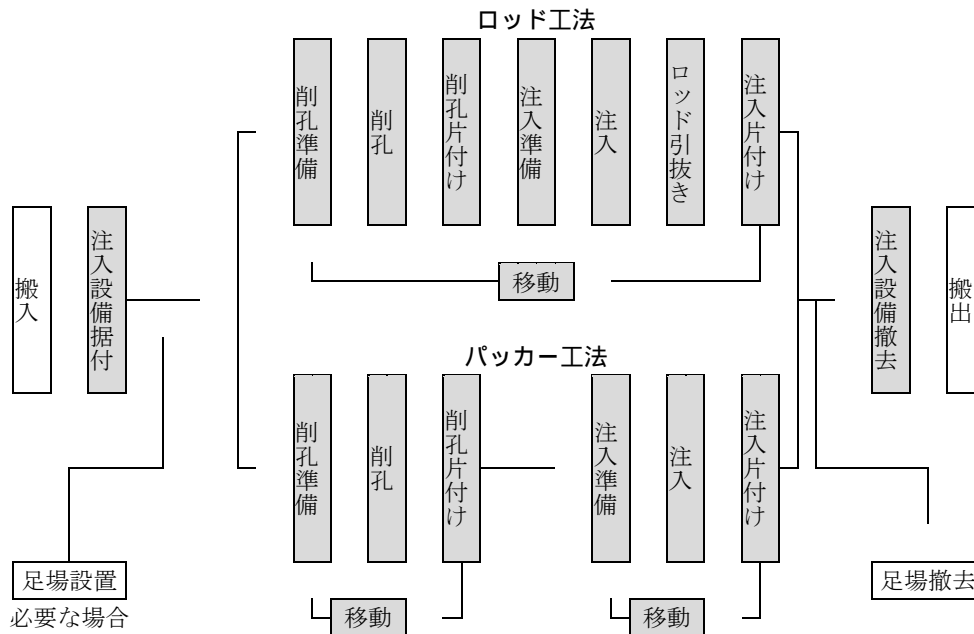 ロッド工法
削孔準備
削孔
削孔片付け
注入準備
注入
ロッド引抜き
注入片付け
移動
搬入
注入設備据付
注入設備撤去
搬出
パッカー工法
削孔準備
削孔
削孔片付け
注入準備
注入
注入片付け
移動
移動
足場設置
必要な場合
足場撤去